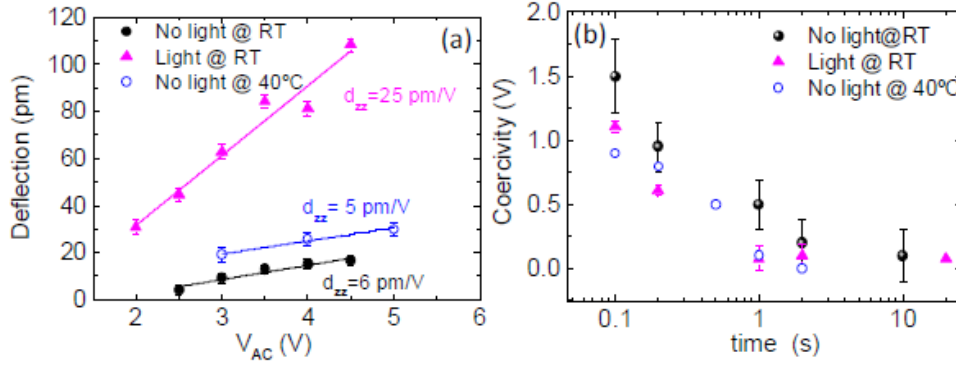 No light @ RT
Light @ RT
No light @ 40°C
(a)
120
100
80
60
40
20
0
Deflection (pm)
d_zz=25 pm/V
d_zz = 5 pm/V
d_zz=6 pm/V
2 3 4 5 6
V_AC (V)
(b)
No light@RT
Light @ RT
No light @ 40°C
2.0
1.5
1.0
0.5
0.0
Coercivity (V)
0.1 1 10
time (s)